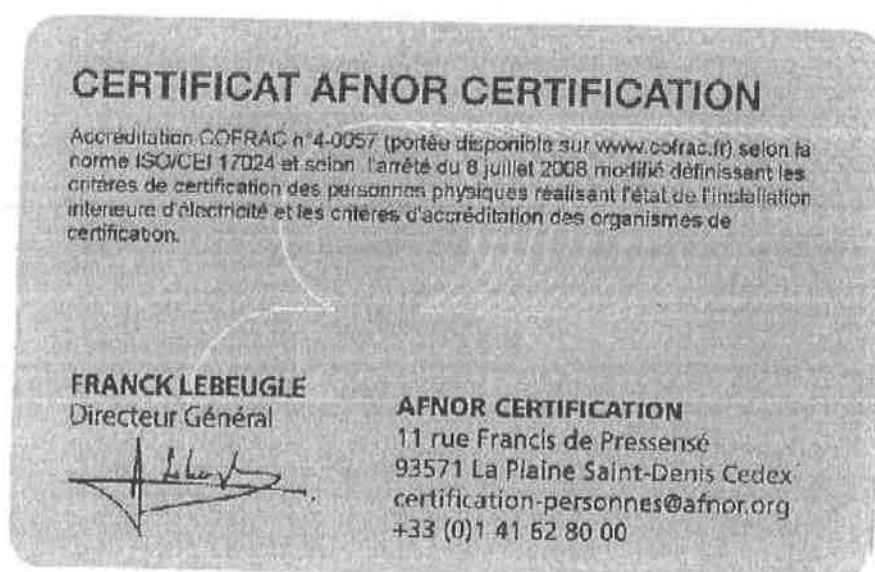 CERTIFICAT AFNOR CERTIFICATION
Accréditation COFRAC n°4-0057 (portée disponible sur www.cofrac.fr) selon la
norme ISO/CEI 17024 et selon l'arrêté du 8 juillet 2008 modifié définissant les
critères de certification des personnes physiques réalisant l'état de l'installation
intérieure d'électricité et les critères d'accréditation des organismes de
certification.
FRANCK LEBEUGLE
Directeur Général
AFNOR CERTIFICATION
11 rue Francis de Pressensé
93571 La Plaine Saint-Denis Cedex
certification-personnes@afnor.org
+33 (0)1 41 62 80 00